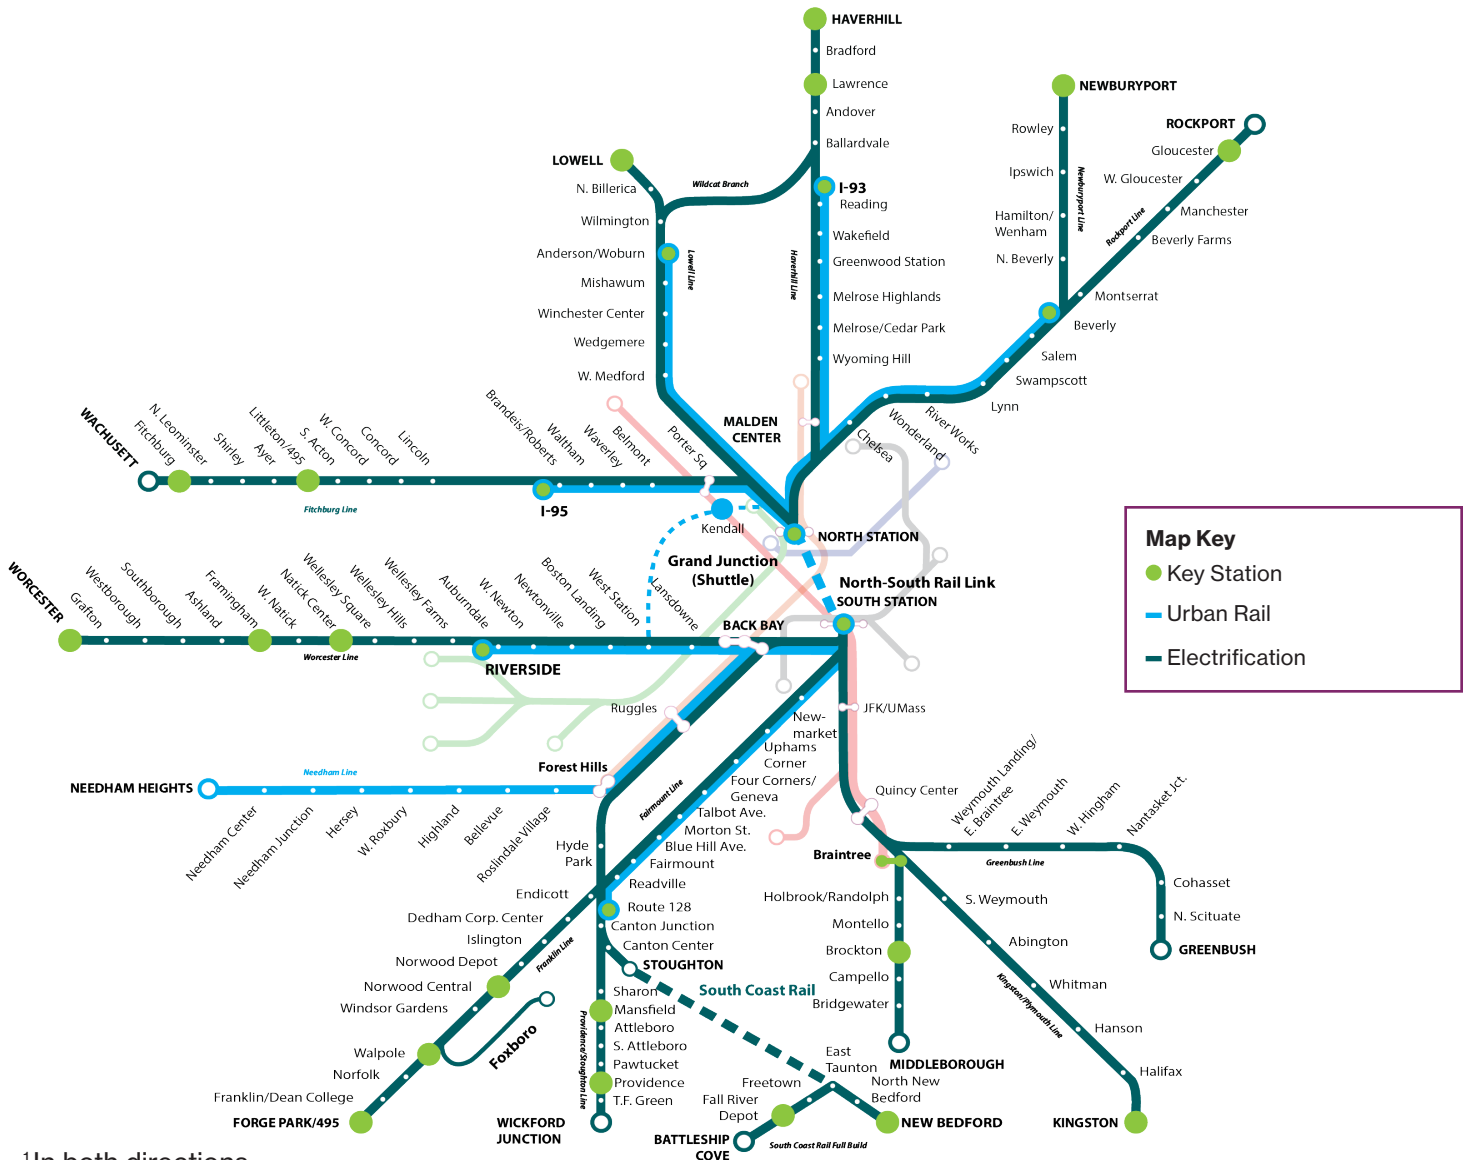 HAVERHILL
Bradford
Lawrence
Andover
Ballardvale
I-93
Reading
Wakefield
Greenwood Station
Melrose Highlands
Melrose/Cedar Park
Wyoming Hill
MALDEN
CENTER
Haverhill Line
Wildcat Branch
NEWBURYPORT
Rowley
Ipswich
Hamilton/
Wenham
N. Beverly
Newburyport Line
ROCKPORT
Gloucester
W. Gloucester
Manchester
Beverly Farms
Montserrat
Rockport Line
Beverly
Salem
Swampscott
Lynn
River Works
Wonderland
Chelsea
LOWELL
N. Billerica
Wilmington
Anderson/Woburn
Mishawum
Winchester Center
Wedgemere
W. Medford
Lowell Line
WACHUSETT
Fitchburg
N. Leominster
Shirley
Ayer
Littleton/495
S. Acton
W. Concord
Concord
Lincoln
Brandeis/Roberts
Waltham
Waverley
Belmont
Porter Sq
I-95
Fitchburg Line
Kendall
Grand Junction
(Shuttle)
NORTH STATION
North-South Rail Link
SOUTH STATION
WORCESTER
Grafton
Westborough
Southborough
Ashland
Framingham
W. Natick
Natick Center
Wellesley Square
Wellesley Hills
Wellesley Farms
Auburndale
W. Newton
Newtonville
Boston Landing
West Station
Lansdowne
BACK BAY
Worcester Line
RIVERSIDE
Map Key
Key Station
Urban Rail
Electrification
Ruggles
Forest Hills
NEEDHAM HEIGHTS
Needham Line
Needham Center
Needham Junction
Hersey
W. Roxbury
Highland
Bellevue
Roslindale Village
New-
market
Uphams
Corner
Four Corners/
Geneva
Talbot Ave.
Morton St.
Blue Hill Ave.
Fairmount
Readville
Fairmount Line
JFK/UMass
Quincy Center
Braintree
Weymouth Landing/
E. Braintree
E. Weymouth
W. Hingham
Nantasket Jct.
Greenbush Line
Cohasset
N. Scituate
GREENBUSH
Hyde
Park
Route 128
Canton Junction
Canton Center
STOUGHTON
Sharon
Mansfield
Attleboro
S. Attleboro
Pawtucket
Providence
T.F. Green
WICKFORD
JUNCTION
Providence/Stoughton Line
Endicott
Dedham Corp. Center
Islington
Norwood Depot
Norwood Central
Windsor Gardens
Walpole
Norfolk
Franklin/Dean College
FORGE PARK/495
Franklin Line
Foxboro
South Coast Rail
East
Taunton
Freetown
Fall River
Depot
BATTLESHIP
COVE
North New
Bedford
NEW BEDFORD
South Coast Rail Full Build
Holbrook/Randolph
Montello
Brockton
Campello
Bridgewater
MIDDLEBOROUGH
S. Weymouth
Abington
Whitman
Hanson
Halifax
KINGSTON
Kingston/Plymouth Line
1In both directions